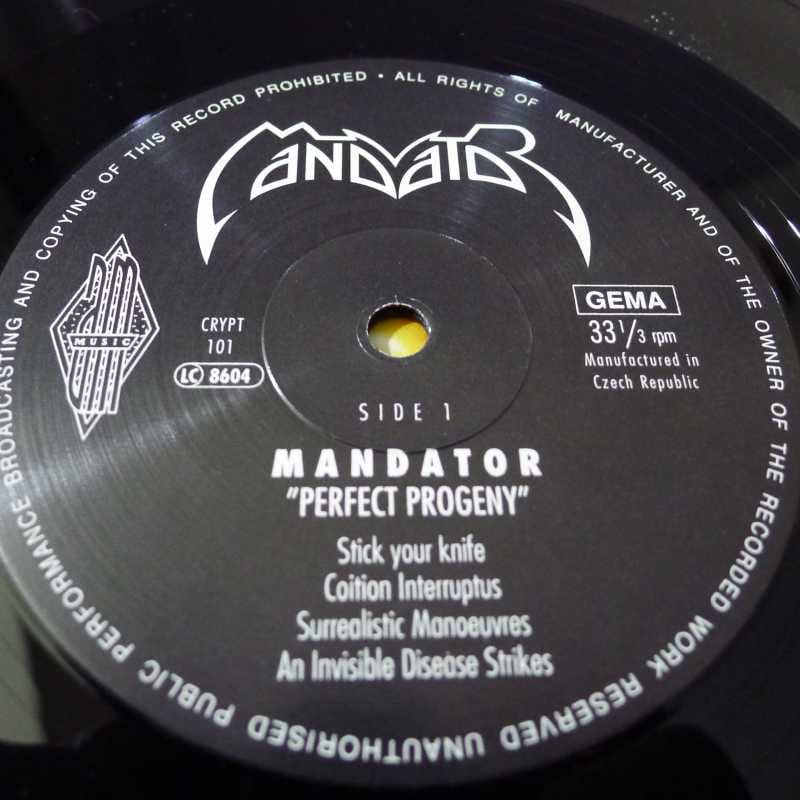 BROADCASTING AND COPYING OF THIS RECORD PROHIBITED • ALL RIGHTS OF MANUFACTURER AND OF THE OWNER OF THE RECORDED WORK RESERVED UNAUTHORISED PUBLIC PERFORMANCE
MANDATOR
MUSIC
CRYPT
101
LC 8604
GEMA
33 1/3 rpm
Manufactured in
Czech Republic
SIDE 1
MANDATOR
"PERFECT PROGENY"
Stick your knife
Coition Interruptus
Surrealistic Manoeuvres
An Invisible Disease Strikes